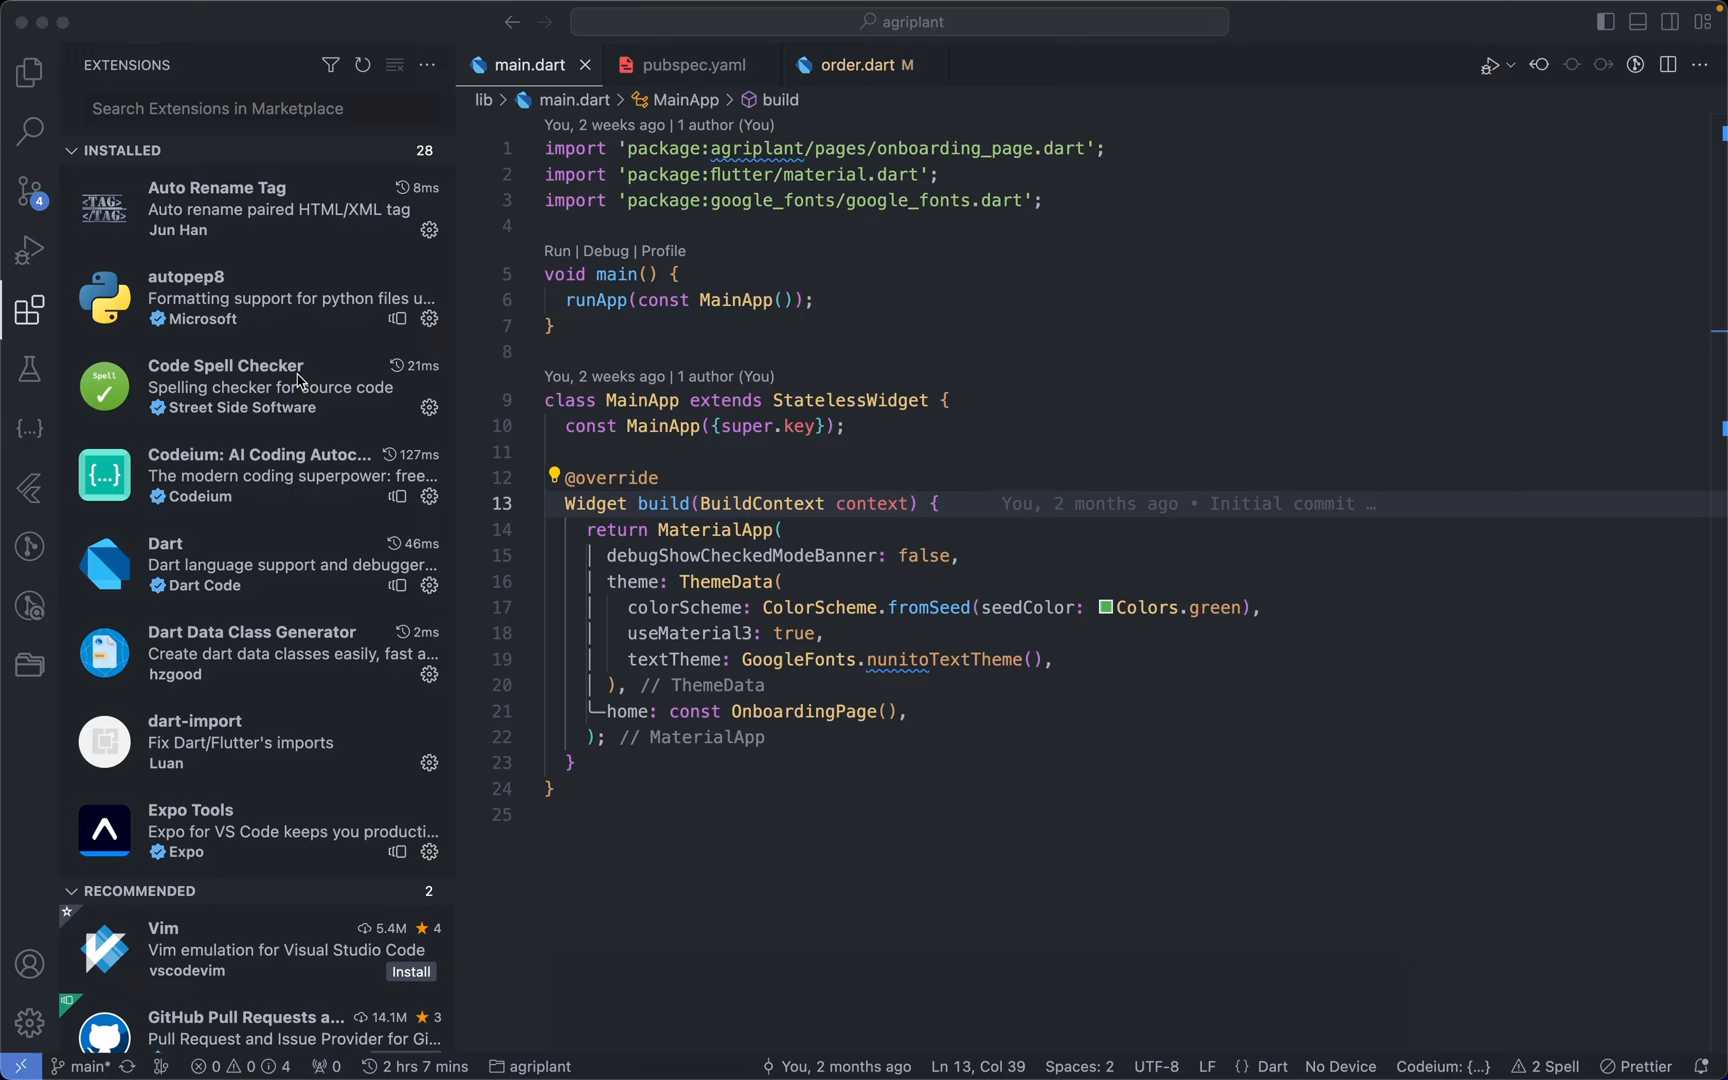 agriplant
EXTENSIONS
Search Extensions in Marketplace
INSTALLED 28
Auto Rename Tag 8ms
Auto rename paired HTML/XML tag
Jun Han
autopep8
Formatting support for python files u...
Microsoft
Code Spell Checker 21ms
Spelling checker for source code
Street Side Software
Codeium: AI Coding Autoc... 127ms
The modern coding superpower: free...
Codeium
Dart 46ms
Dart language support and debugger...
Dart Code
Dart Data Class Generator 2ms
Create dart data classes easily, fast a...
hzgood
dart-import
Fix Dart/Flutter's imports
Luan
Expo Tools
Expo for VS Code keeps you producti...
Expo
RECOMMENDED 2
Vim 5.4M ★ 4
Vim emulation for Visual Studio Code
vscodevim Install
GitHub Pull Requests a... 14.1M ★ 3
Pull Request and Issue Provider for Gi...
<TAG>
</TAG>
Spell
{...}
4
main.dart × pubspec.yaml order.dart M
lib > main.dart > MainApp > build
You, 2 weeks ago | 1 author (You)
1 import 'package:agriplant/pages/onboarding_page.dart';
2 import 'package:flutter/material.dart';
3 import 'package:google_fonts/google_fonts.dart';
4
Run | Debug | Profile
5 void main() {
6 runApp(const MainApp());
7 }
8
You, 2 weeks ago | 1 author (You)
9 class MainApp extends StatelessWidget {
10 const MainApp({super.key});
11
12 @override
13 Widget build(BuildContext context) { You, 2 months ago • Initial commit …
14 return MaterialApp(
15 debugShowCheckedModeBanner: false,
16 theme: ThemeData(
17 colorScheme: ColorScheme.fromSeed(seedColor: Colors.green),
18 useMaterial3: true,
19 textTheme: GoogleFonts.nunitoTextTheme(),
20 ), // ThemeData
21 home: const OnboardingPage(),
22 ); // MaterialApp
23 }
24 }
25
main* 0 0 4 0 2 hrs 7 mins agriplant You, 2 months ago Ln 13, Col 39 Spaces: 2 UTF-8 LF {} Dart No Device Codeium: {...} 2 Spell Prettier